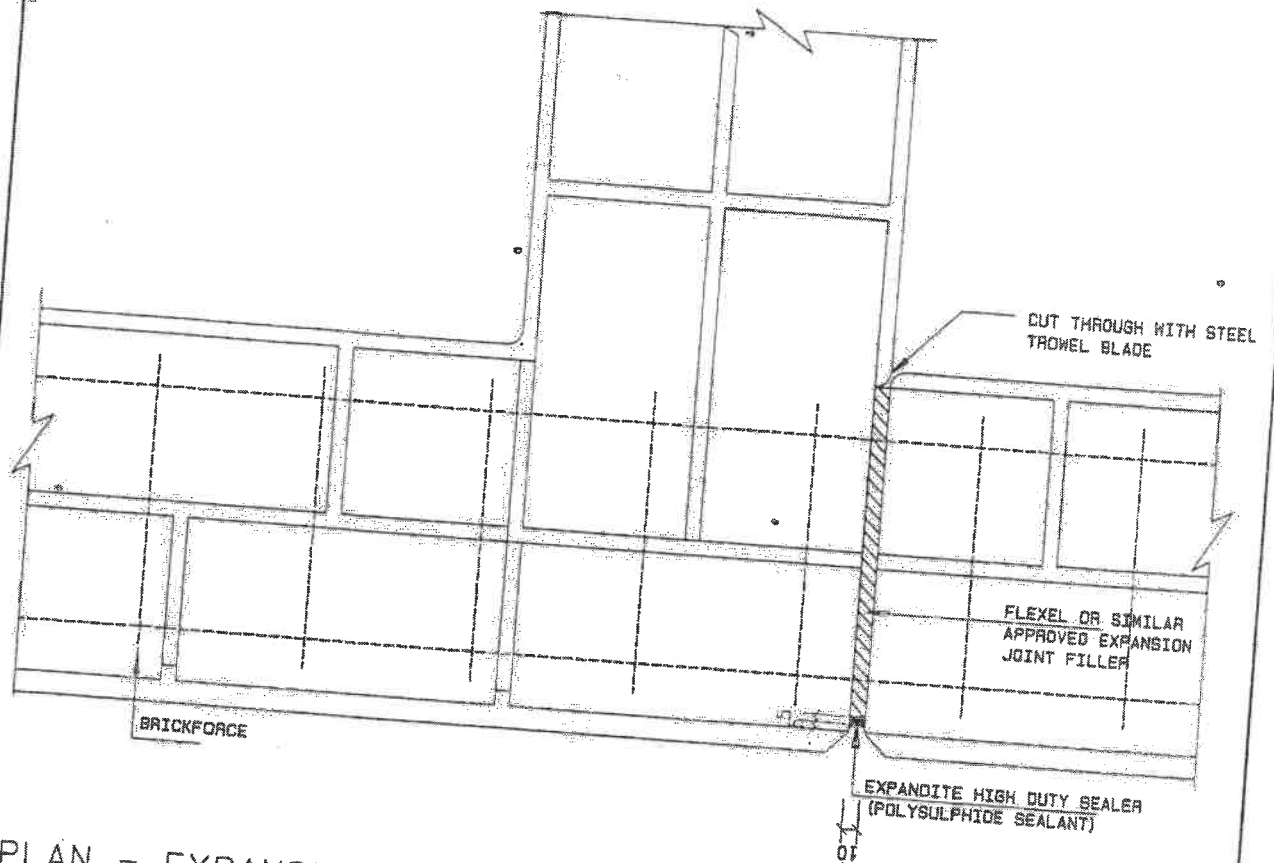 CUT THROUGH WITH STEEL
TROWEL BLADE
FLEXEL OR SIMILAR
APPROVED EXPANSION
JOINT FILLER
BRICKFORCE
EXPANDITE HIGH DUTY SEALER
(POLYSULPHIDE SEALANT)
10
PLAN -